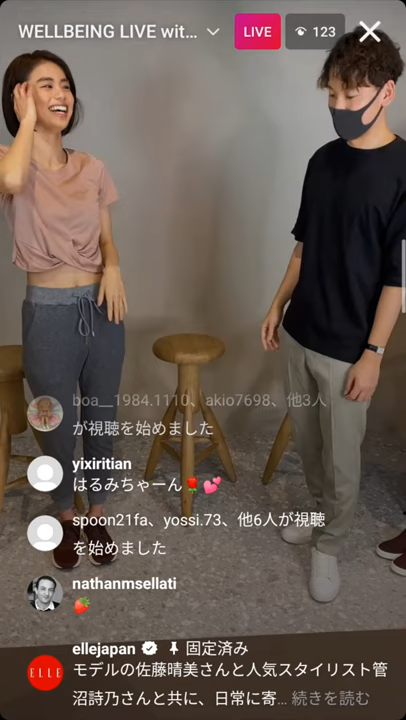 WELLBEING LIVE wit...
LIVE
123
boa__1984.1110、akio7698、他3人
が視聴を始めました
yixiritian
はるみちゃーん🌹💕
spoon21fa、yossi.73、他6人が視聴
を始めました
nathanmsellati
🍓
ELLE
ellejapan 固定済み
モデルの佐藤晴美さんと人気スタイリスト管
沼詩乃さんと共に、日常に寄... 続きを読む